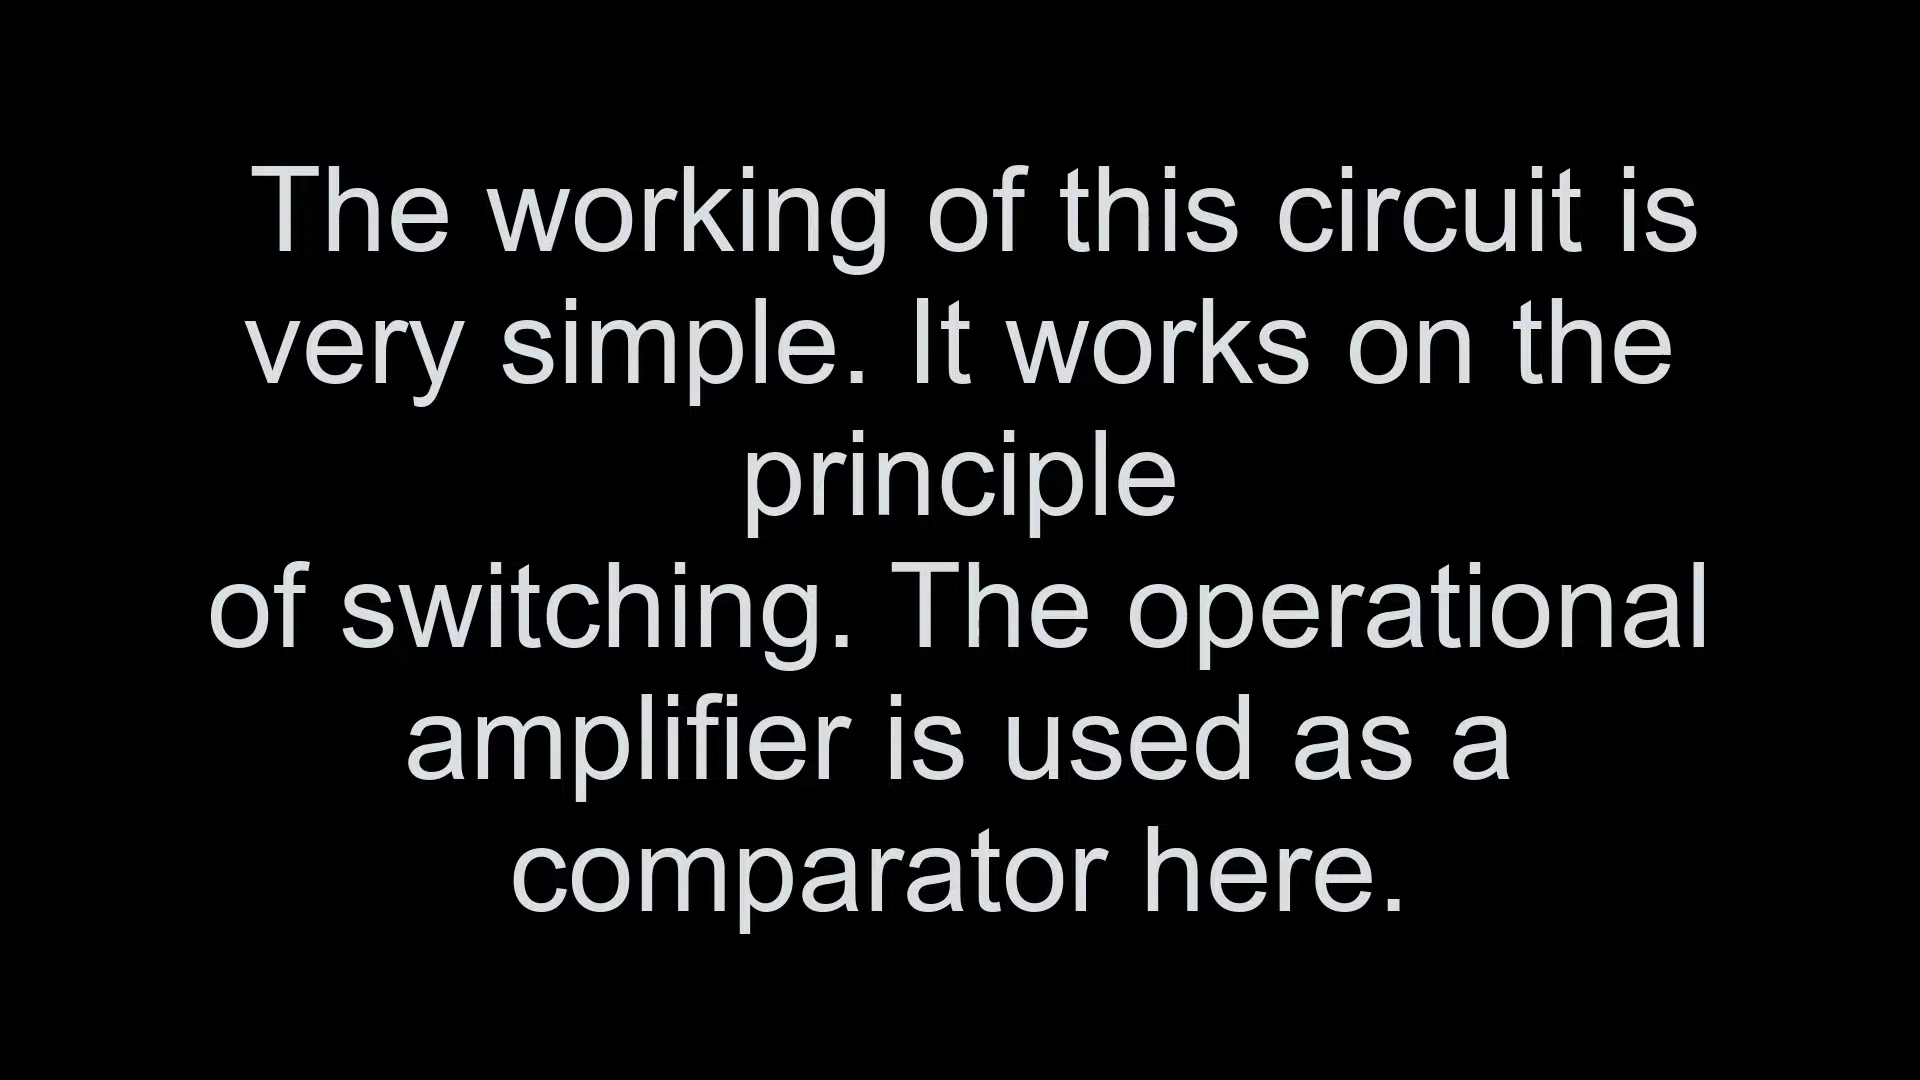 The working of this circuit is
very simple. It works on the
principle
of switching. The operational
amplifier is used as a
comparator here.